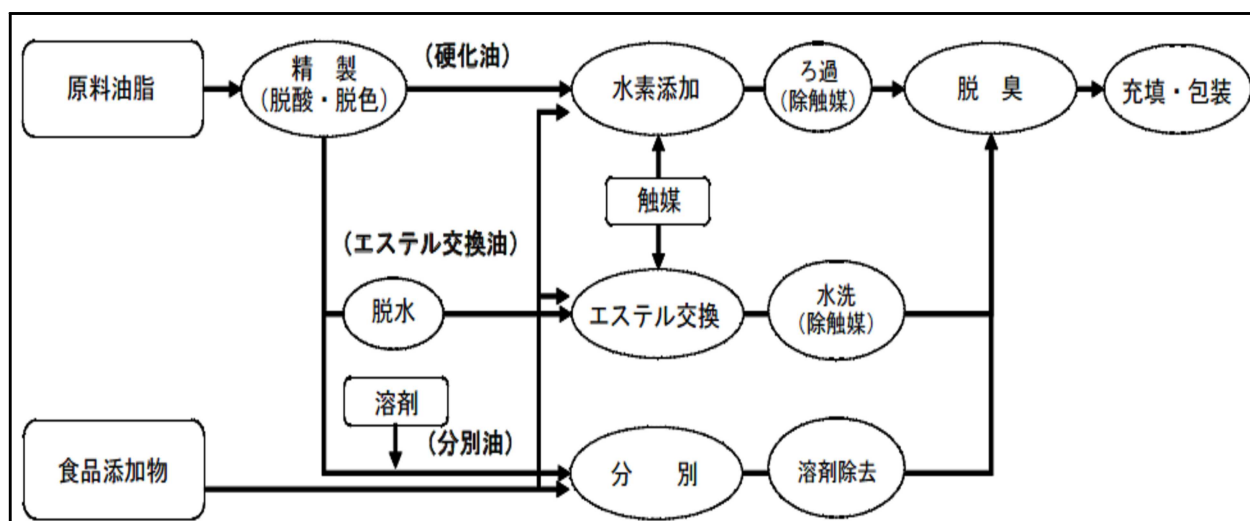 原料油脂
精　製
(脱酸・脱色)
(硬化油)
水素添加
ろ過
(除触媒)
脱　臭
充填・包装
触媒
(エステル交換油)
脱水
エステル交換
水洗
(除触媒)
溶剤
(分別油)
食品添加物
分　別
溶剤除去